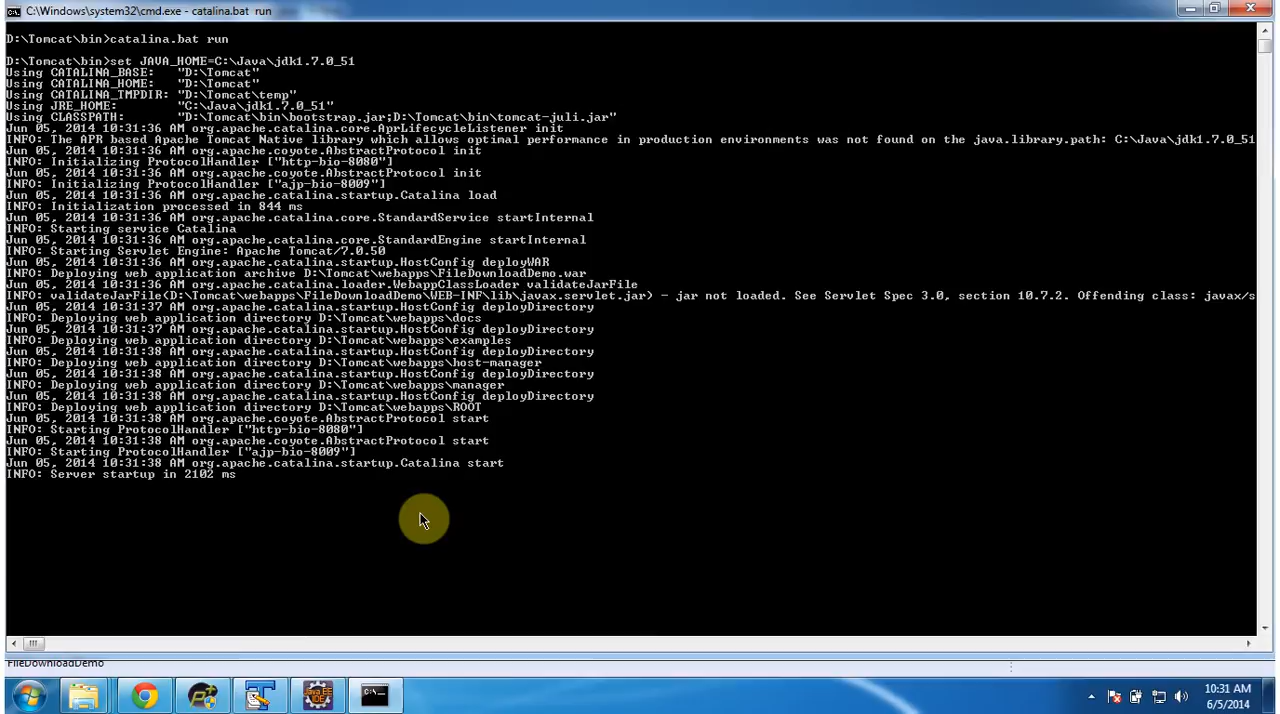 C:\Windows\system32\cmd.exe - catalina.bat run
D:\Tomcat\bin>catalina.bat run
D:\Tomcat\bin>set JAVA_HOME=C:\Java\jdk1.7.0_51
Using CATALINA_BASE: "D:\Tomcat"
Using CATALINA_HOME: "D:\Tomcat"
Using CATALINA_TMPDIR: "D:\Tomcat\temp"
Using JRE_HOME: "C:\Java\jdk1.7.0_51"
Using CLASSPATH: "D:\Tomcat\bin\bootstrap.jar;D:\Tomcat\bin\tomcat-juli.jar"
Jun 05, 2014 10:31:36 AM org.apache.catalina.core.AprLifecycleListener init
INFO: The APR based Apache Tomcat Native library which allows optimal performance in production environments was not found on the java.library.path: C:\Java\jdk1.7.0_51
Jun 05, 2014 10:31:36 AM org.apache.coyote.AbstractProtocol init
INFO: Initializing ProtocolHandler ["http-bio-8080"]
Jun 05, 2014 10:31:36 AM org.apache.coyote.AbstractProtocol init
INFO: Initializing ProtocolHandler ["ajp-bio-8009"]
Jun 05, 2014 10:31:36 AM org.apache.catalina.startup.Catalina load
INFO: Initialization processed in 844 ms
Jun 05, 2014 10:31:36 AM org.apache.catalina.core.StandardService startInternal
INFO: Starting service Catalina
Jun 05, 2014 10:31:36 AM org.apache.catalina.core.StandardEngine startInternal
INFO: Starting Servlet Engine: Apache Tomcat/7.0.50
Jun 05, 2014 10:31:36 AM org.apache.catalina.startup.HostConfig deployWAR
INFO: Deploying web application archive D:\Tomcat\webapps\FileDownloadDemo.war
Jun 05, 2014 10:31:36 AM org.apache.catalina.loader.WebappClassLoader validateJarFile
INFO: validateJarFile(D:\Tomcat\webapps\FileDownloadDemo\WEB-INF\lib\javax.servlet.jar) - jar not loaded. See Servlet Spec 3.0, section 10.7.2. Offending class: javax/s
Jun 05, 2014 10:31:37 AM org.apache.catalina.startup.HostConfig deployDirectory
INFO: Deploying web application directory D:\Tomcat\webapps\docs
Jun 05, 2014 10:31:37 AM org.apache.catalina.startup.HostConfig deployDirectory
INFO: Deploying web application directory D:\Tomcat\webapps\examples
Jun 05, 2014 10:31:38 AM org.apache.catalina.startup.HostConfig deployDirectory
INFO: Deploying web application directory D:\Tomcat\webapps\host-manager
Jun 05, 2014 10:31:38 AM org.apache.catalina.startup.HostConfig deployDirectory
INFO: Deploying web application directory D:\Tomcat\webapps\manager
Jun 05, 2014 10:31:38 AM org.apache.catalina.startup.HostConfig deployDirectory
INFO: Deploying web application directory D:\Tomcat\webapps\ROOT
Jun 05, 2014 10:31:38 AM org.apache.coyote.AbstractProtocol start
INFO: Starting ProtocolHandler ["http-bio-8080"]
Jun 05, 2014 10:31:38 AM org.apache.coyote.AbstractProtocol start
INFO: Starting ProtocolHandler ["ajp-bio-8009"]
Jun 05, 2014 10:31:38 AM org.apache.catalina.startup.Catalina start
INFO: Server startup in 2102 ms
FileDownloadDemo
Java EE
IDE
10:31 AM
6/5/2014